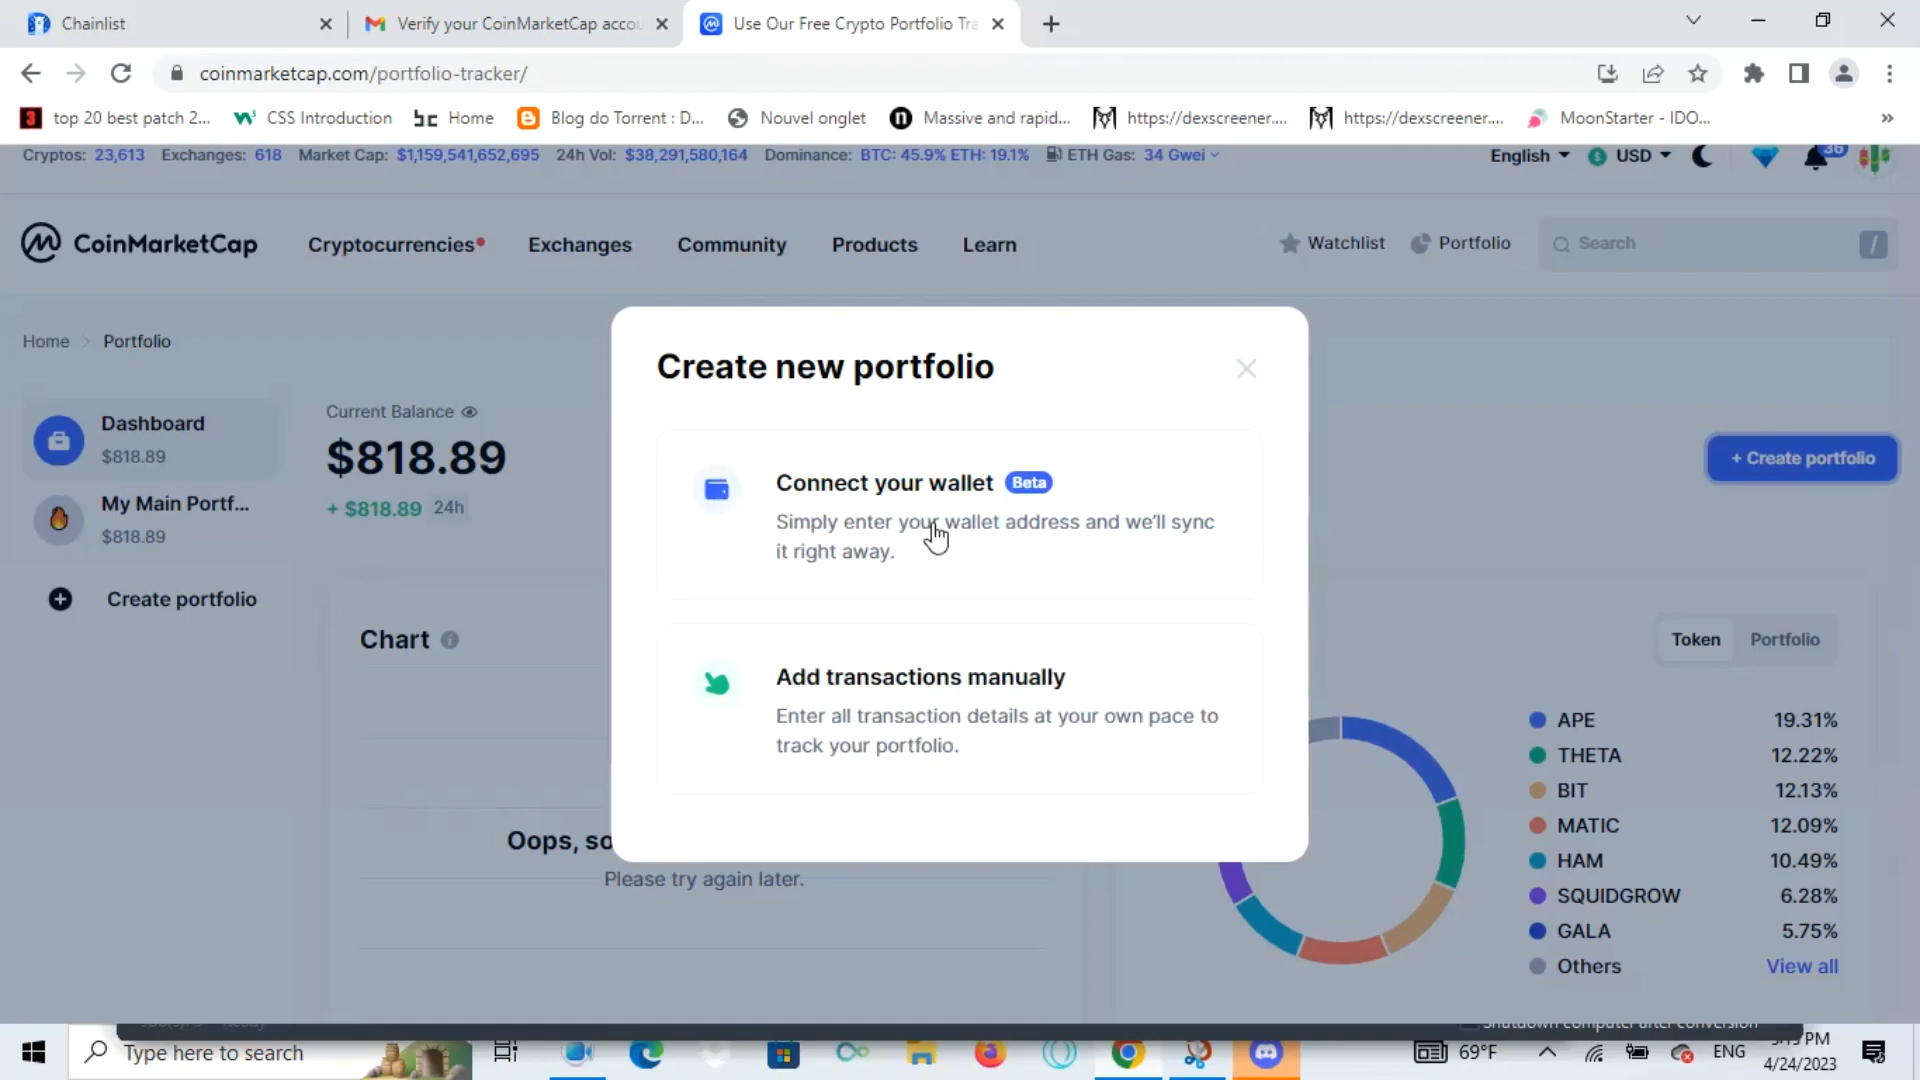 Chainlist
Verify your CoinMarketCap accou
Use Our Free Crypto Portfolio Tra
coinmarketcap.com/portfolio-tracker/
top 20 best patch 2...
CSS Introduction
Home
Blog do Torrent : D...
Nouvel onglet
Massive and rapid...
https://dexscreener....
https://dexscreener....
MoonStarter - IDO...
»
Cryptos: 23,613 Exchanges: 618 Market Cap: $1,159,541,652,695 24h Vol: $38,291,580,164 Dominance: BTC: 45.9% ETH: 19.1% ETH Gas: 34 Gwei
English
USD
36
CoinMarketCap
Cryptocurrencies
Exchanges
Community
Products
Learn
Watchlist
Portfolio
Search
/
Home > Portfolio
Dashboard
$818.89
My Main Portf...
$818.89
Create portfolio
Current Balance
$818.89
+ $818.89 24h
+ Create portfolio
Create new portfolio
Connect your wallet Beta
Simply enter your wallet address and we'll sync
it right away.
Add transactions manually
Enter all transaction details at your own pace to
track your portfolio.
Chart
Oops, so
Please try again later.
Token
Portfolio
APE 19.31%
THETA 12.22%
BIT 12.13%
MATIC 12.09%
HAM 10.49%
SQUIDGROW 6.28%
GALA 5.75%
Others View all
Shutdown computer after conversion
Type here to search
69°F
ENG
PM
4/24/2023